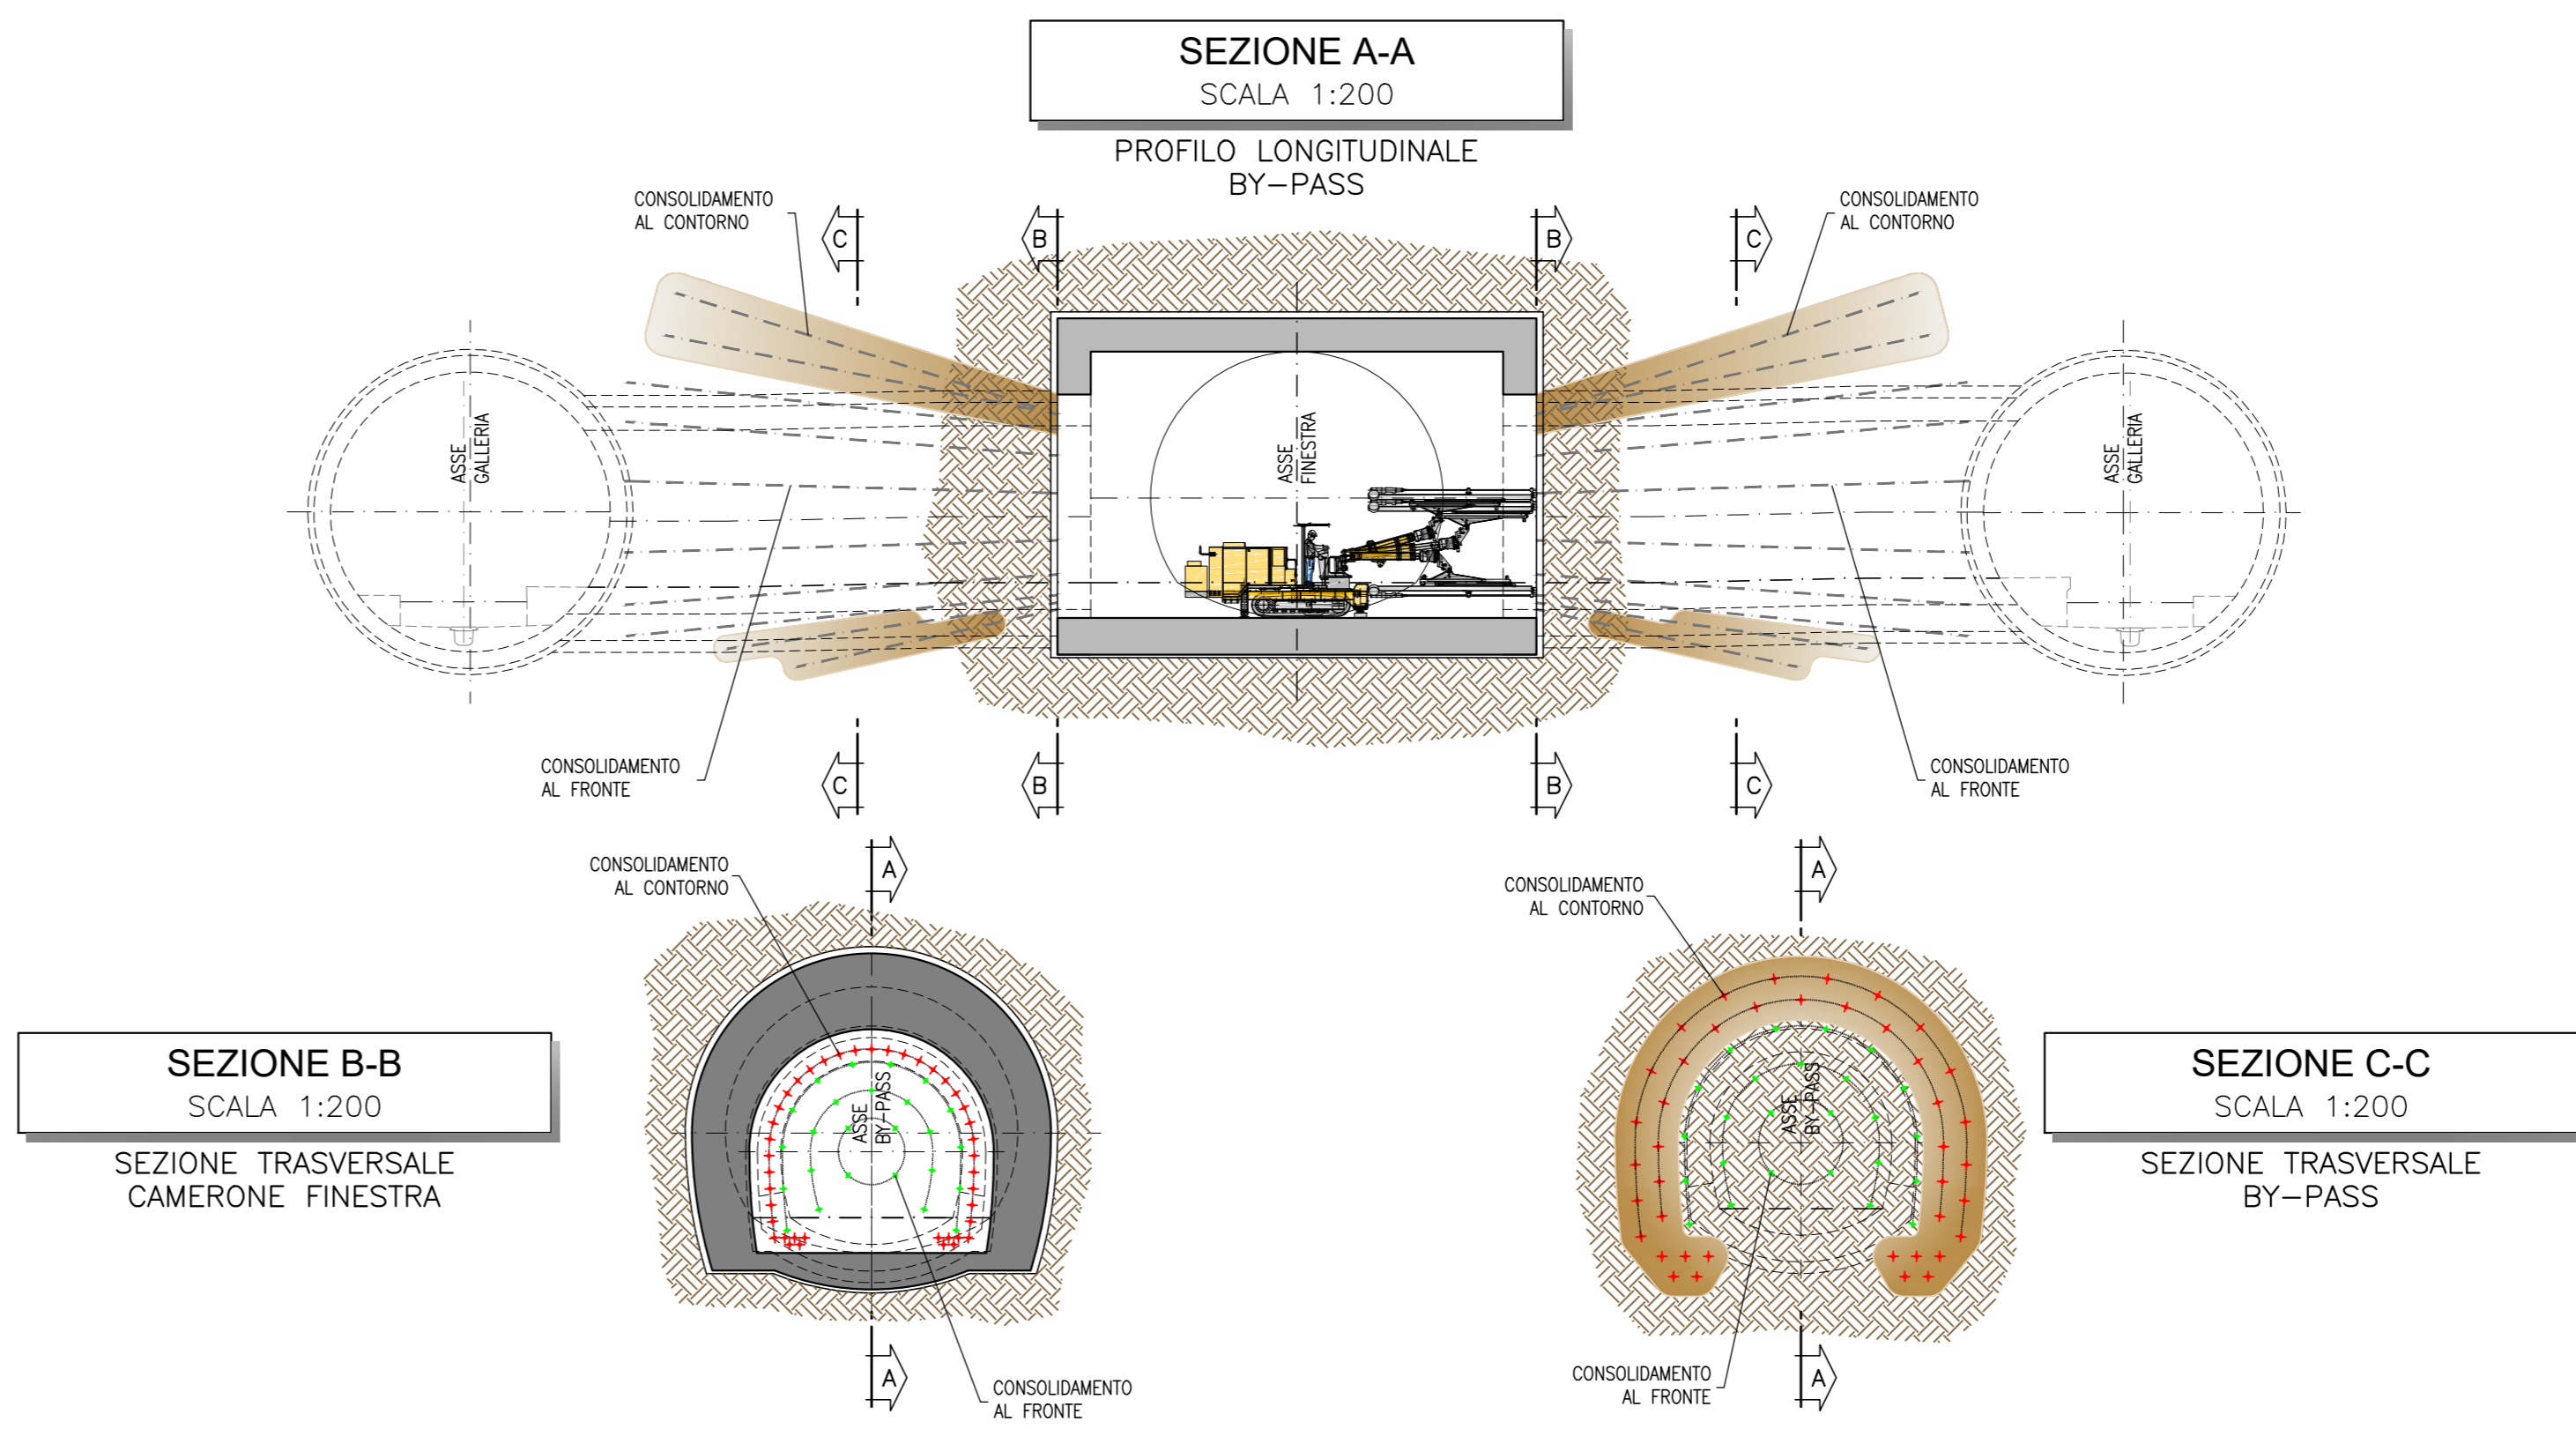 SEZIONE A-A
SCALA 1:200
PROFILO LONGITUDINALE
BY-PASS
CONSOLIDAMENTO
AL CONTORNO
C
B
B
C
CONSOLIDAMENTO
AL CONTORNO
ASSE
GALLERIA
ASSE
FINESTRA
ASSE
GALLERIA
CONSOLIDAMENTO
AL FRONTE
C
B
B
C
CONSOLIDAMENTO
AL FRONTE
CONSOLIDAMENTO
AL CONTORNO
A
ASSE
BY-PASS
SEZIONE B-B
SCALA 1:200
SEZIONE TRASVERSALE
CAMERONE FINESTRA
A
CONSOLIDAMENTO
AL FRONTE
CONSOLIDAMENTO
AL CONTORNO
A
ASSE
BY-PASS
SEZIONE C-C
SCALA 1:200
SEZIONE TRASVERSALE
BY-PASS
CONSOLIDAMENTO
AL FRONTE
A